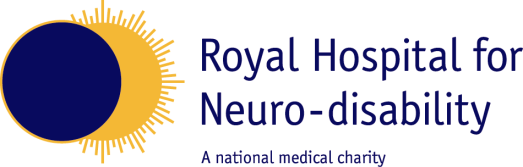 Royal Hospital for
Neuro-disability
A national medical charity